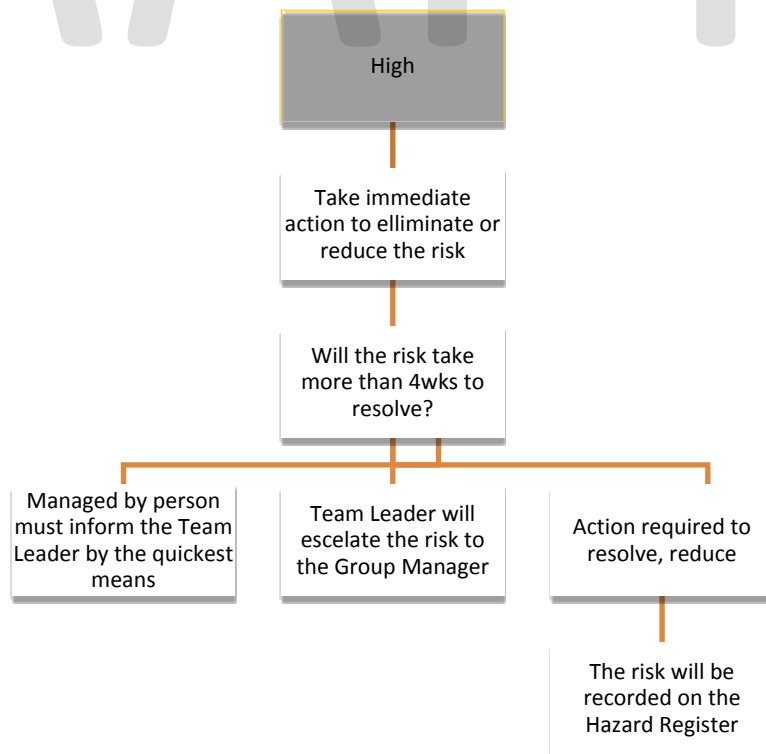 High
Take immediate
action to elliminate or
reduce the risk
Will the risk take
more than 4wks to
resolve?
Managed by person
must inform the Team
Leader by the quickest
means
Team Leader will
escelate the risk to
the Group Manager
Action required to
resolve, reduce
The risk will be
recorded on the
Hazard Register